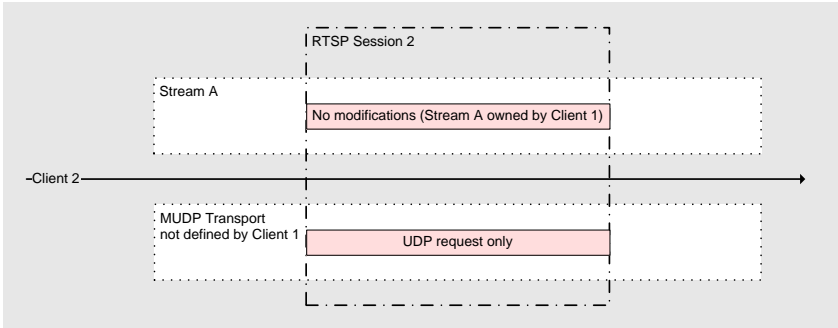 RTSP Session 2
Stream A
No modifications (Stream A owned by Client 1)
Client 2
MUDP Transport
not defined by Client 1
UDP request only